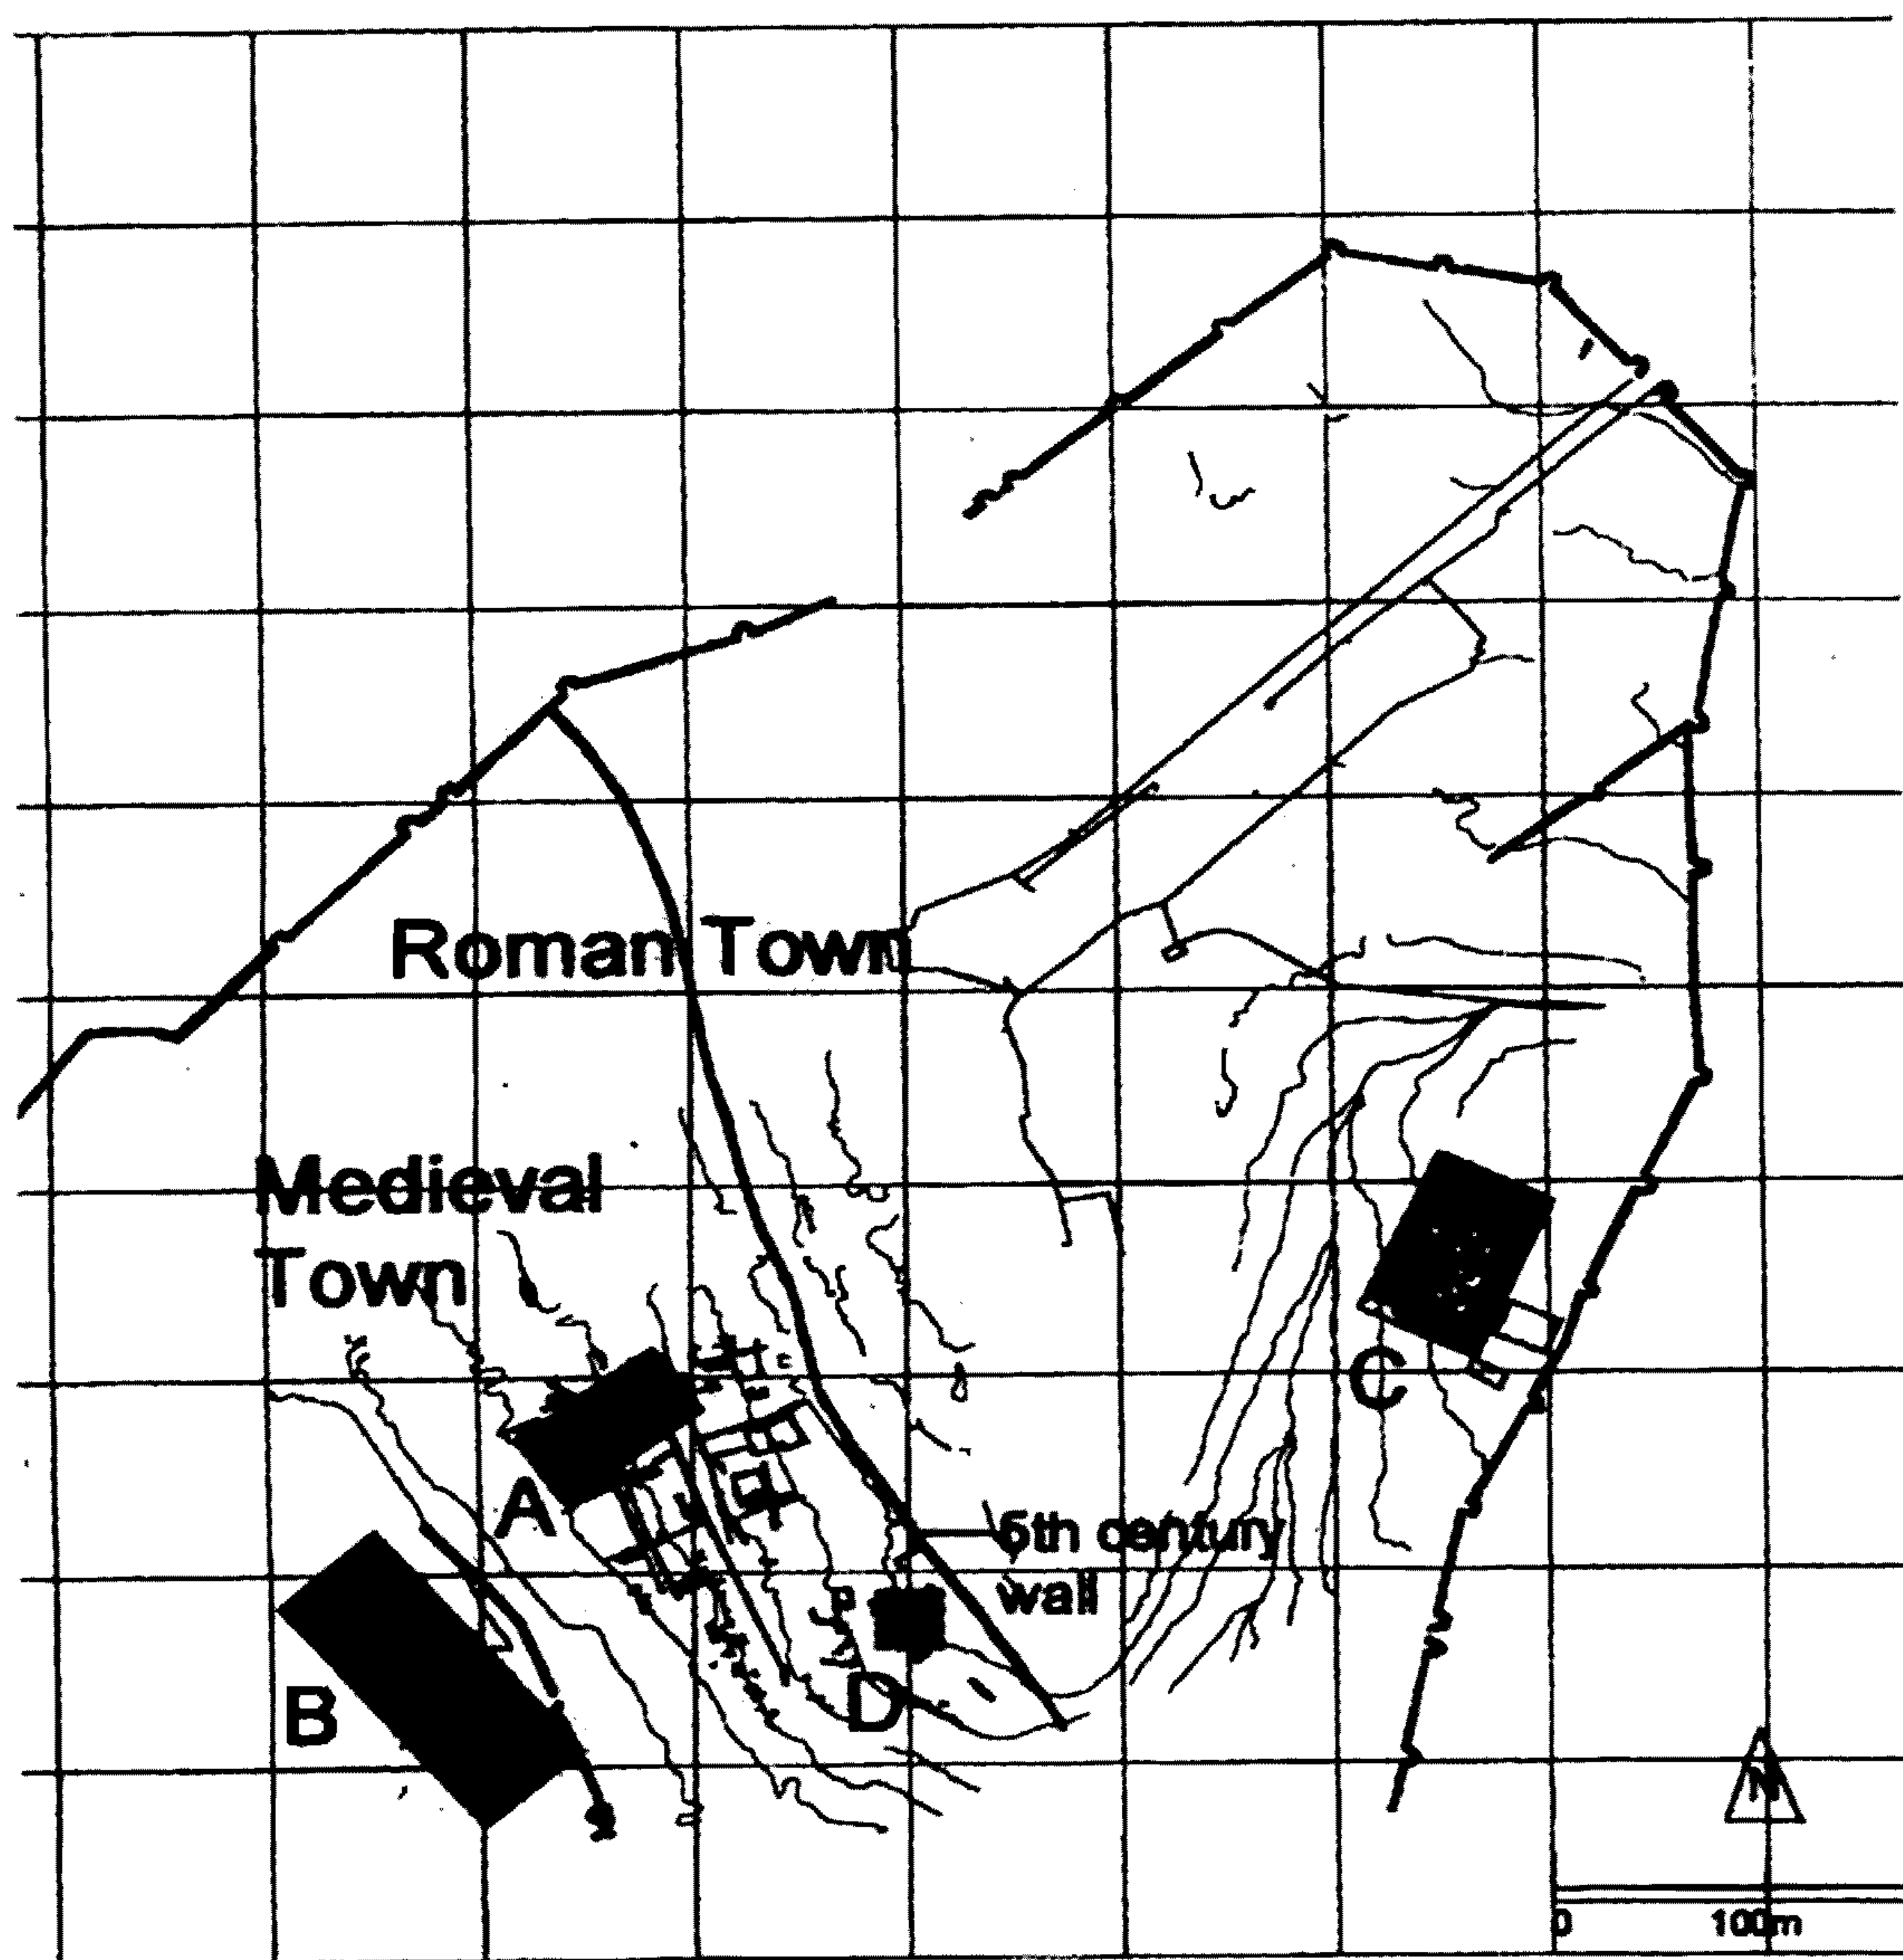 Roman Town
Medieval
Town
A
B
C
D
5th century
wall
N
0 100m